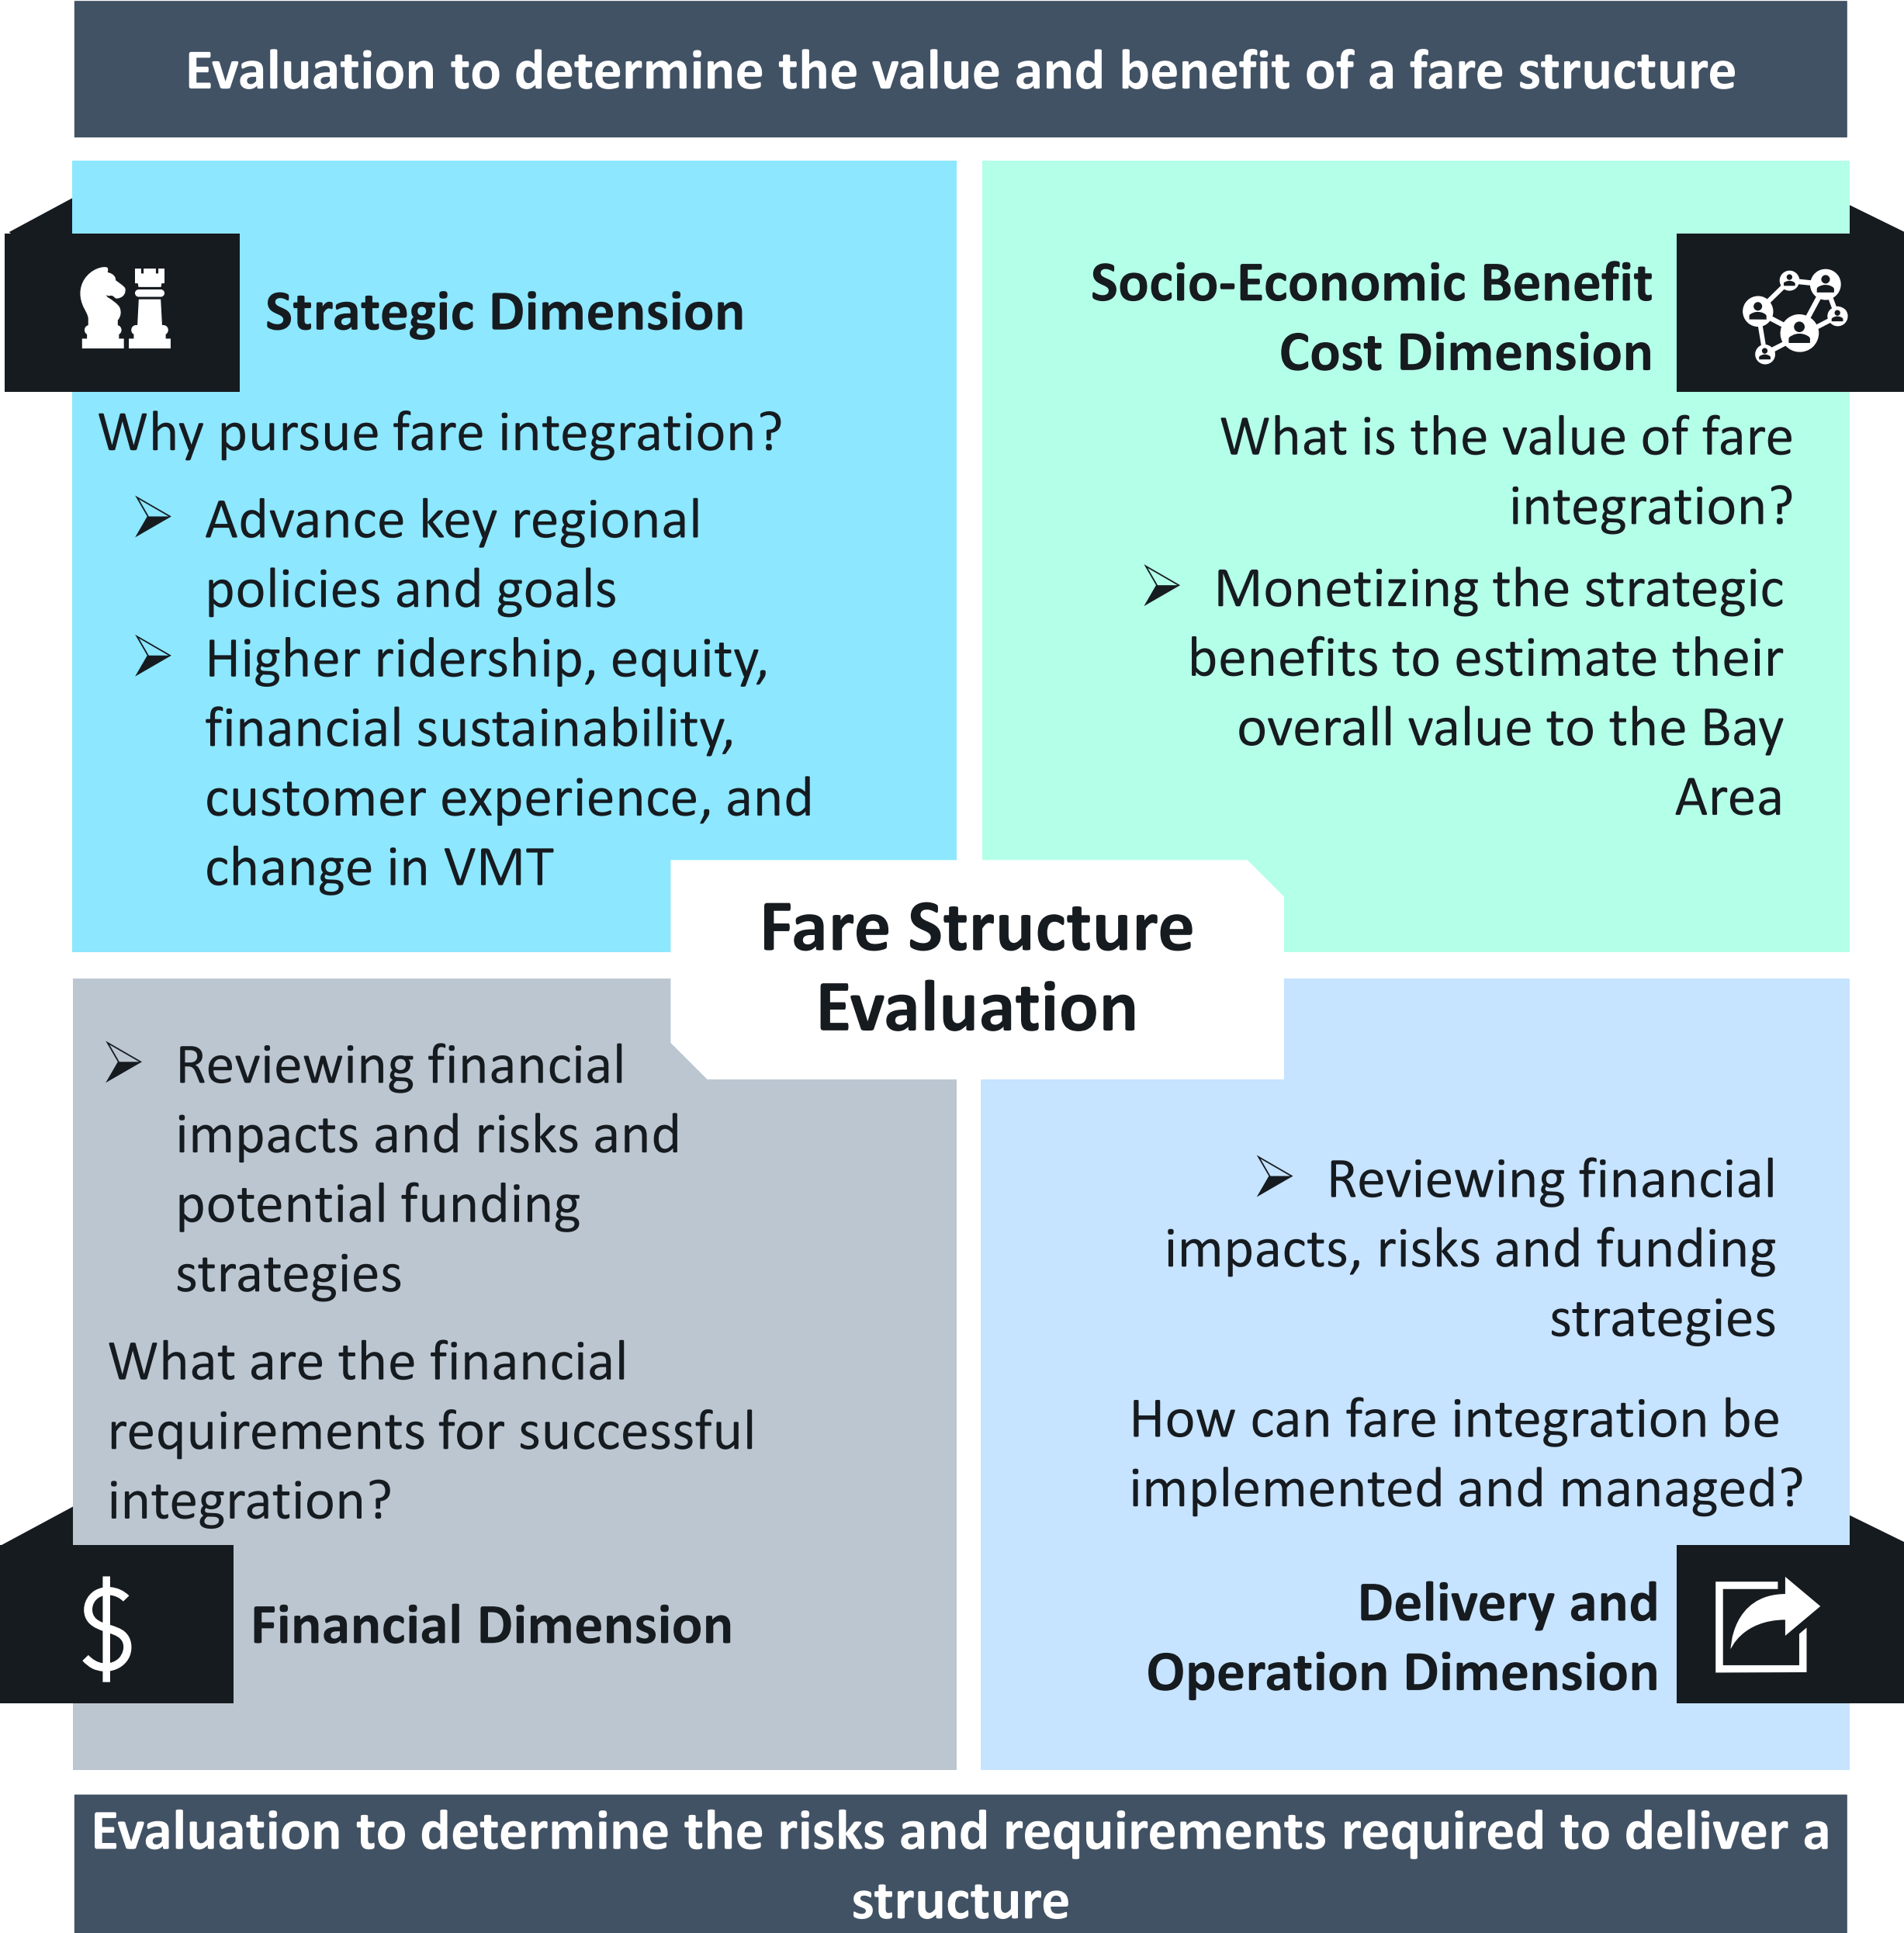 Evaluation to determine the value and benefit of a fare structure
Strategic Dimension
Why pursue fare integration?
Advance key regional
policies and goals
Higher ridership, equity,
financial sustainability,
customer experience, and
change in VMT
Socio-Economic Benefit
Cost Dimension
What is the value of fare
integration?
Monetizing the strategic
benefits to estimate their
overall value to the Bay
Area
Fare Structure
Evaluation
Reviewing financial
impacts and risks and
potential funding
strategies
What are the financial
requirements for successful
integration?
Financial Dimension
Reviewing financial
impacts, risks and funding
strategies
How can fare integration be
implemented and managed?
Delivery and
Operation Dimension
Evaluation to determine the risks and requirements required to deliver a
structure